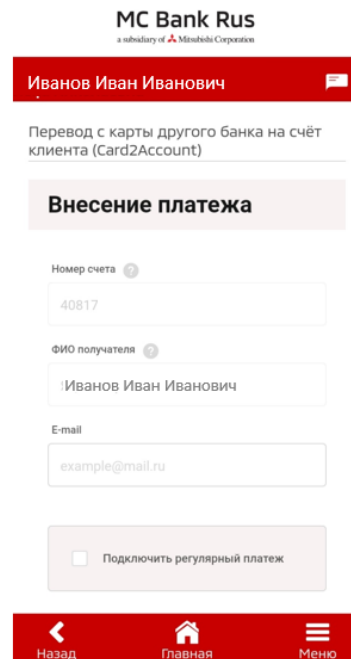 MC Bank Rus
a subsidiary of Mitsubishi Corporation
Иванов Иван Иванович
Перевод с карты другого банка на счёт
клиента (Card2Account)
Внесение платежа
Номер счета ?
40817
ФИО получателя ?
Иванов Иван Иванович
E-mail
example@mail.ru
Подключить регулярный платеж
Назад Главная Меню